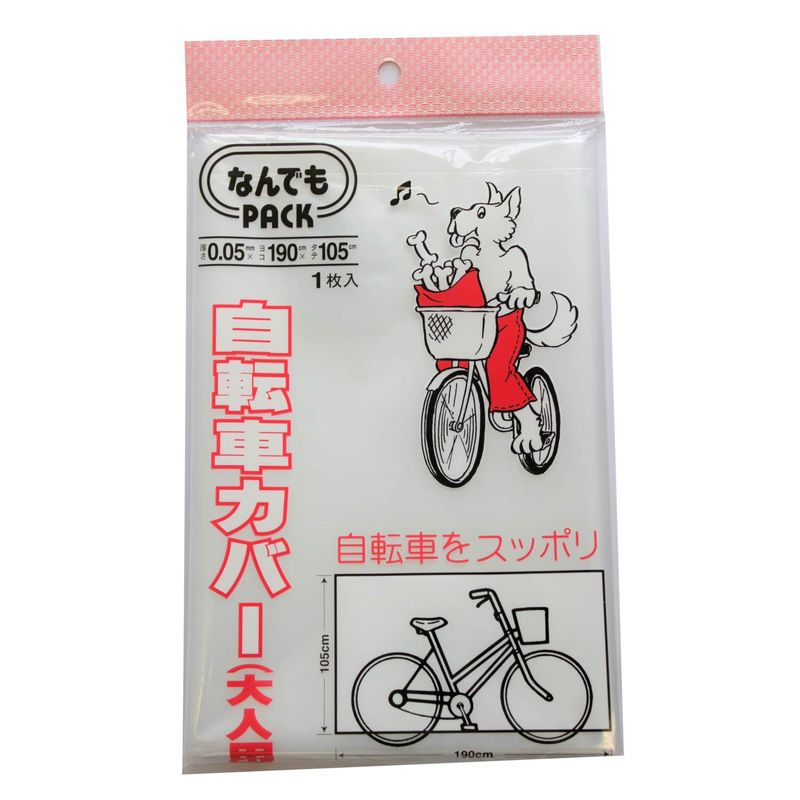 なんでも
PACK
厚さ0.05mm×ヨコ190cm×タテ105cm
1枚入
自転車カバー(大人用
自転車をスッポリ
105cm
190cm